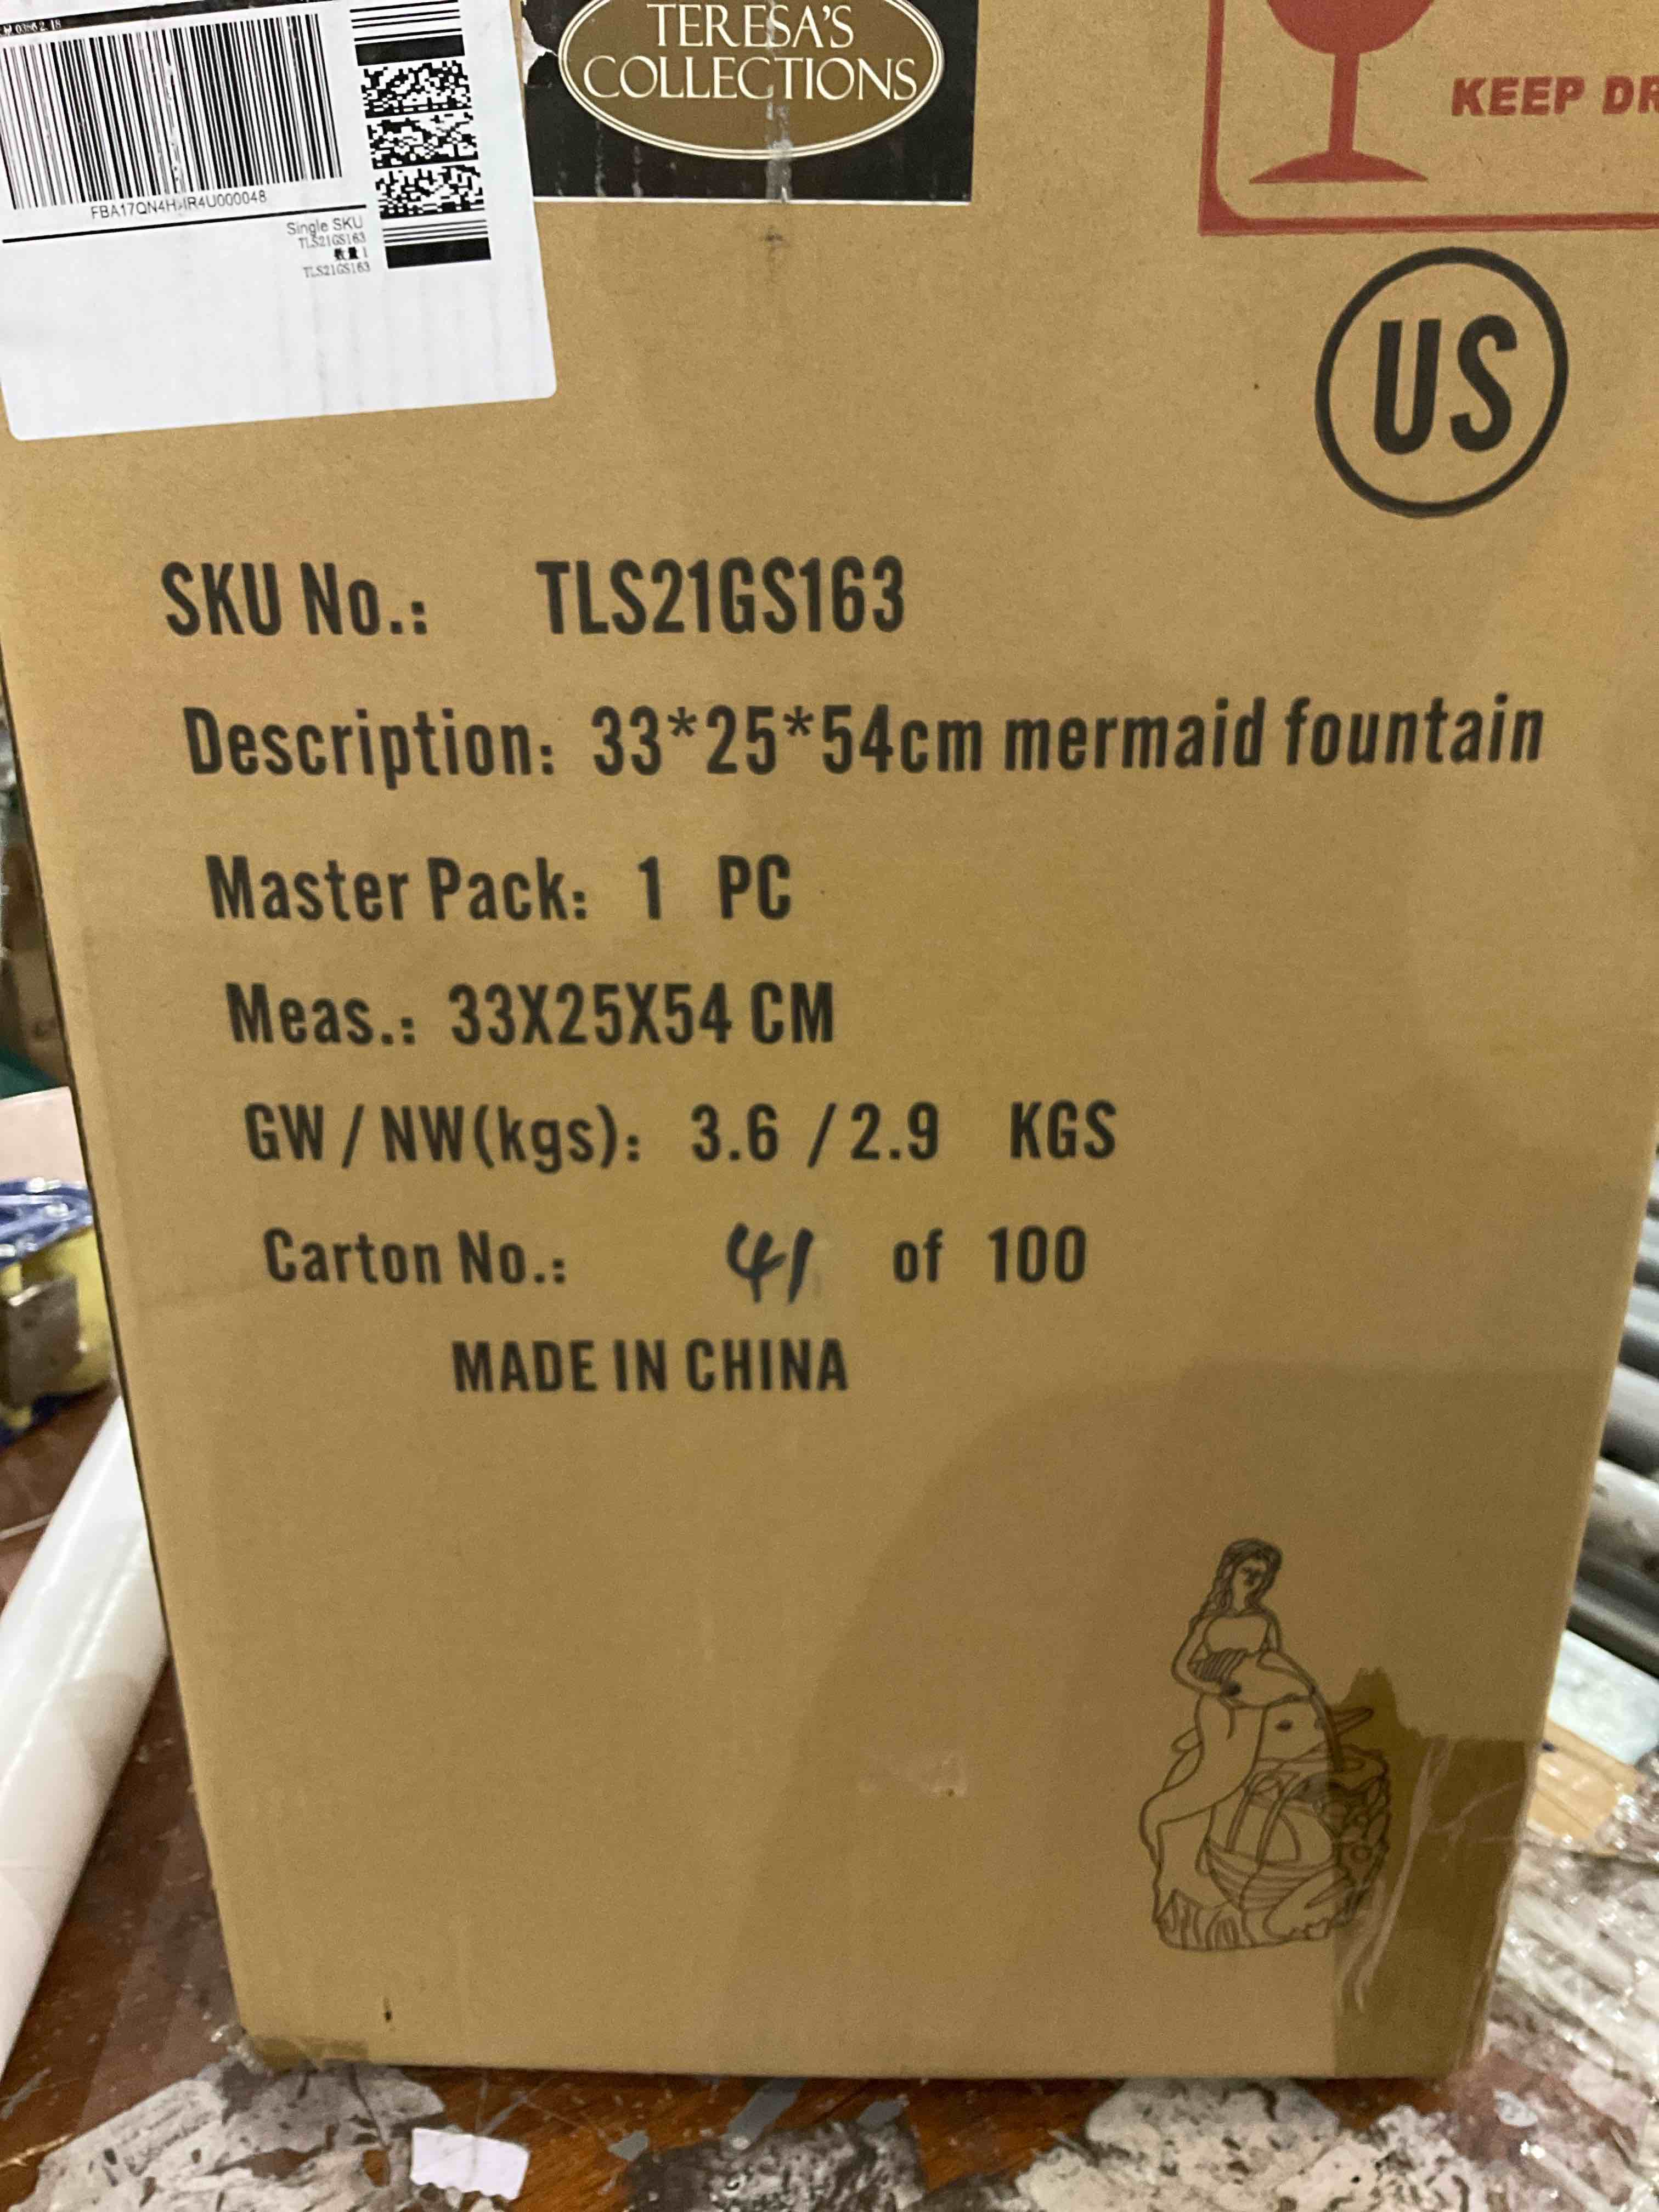 TERESA'S
COLLECTIONS
KEEP DR
Single SKU
TLS21GS163
数量 1
TLS21GS163
US
SKU No.: TLS21GS163
Description: 33*25*54cm mermaid fountain
Master Pack: 1 PC
Meas.: 33X25X54 CM
GW / NW(kgs): 3.6 / 2.9 KGS
Carton No.: 41 of 100
MADE IN CHINA